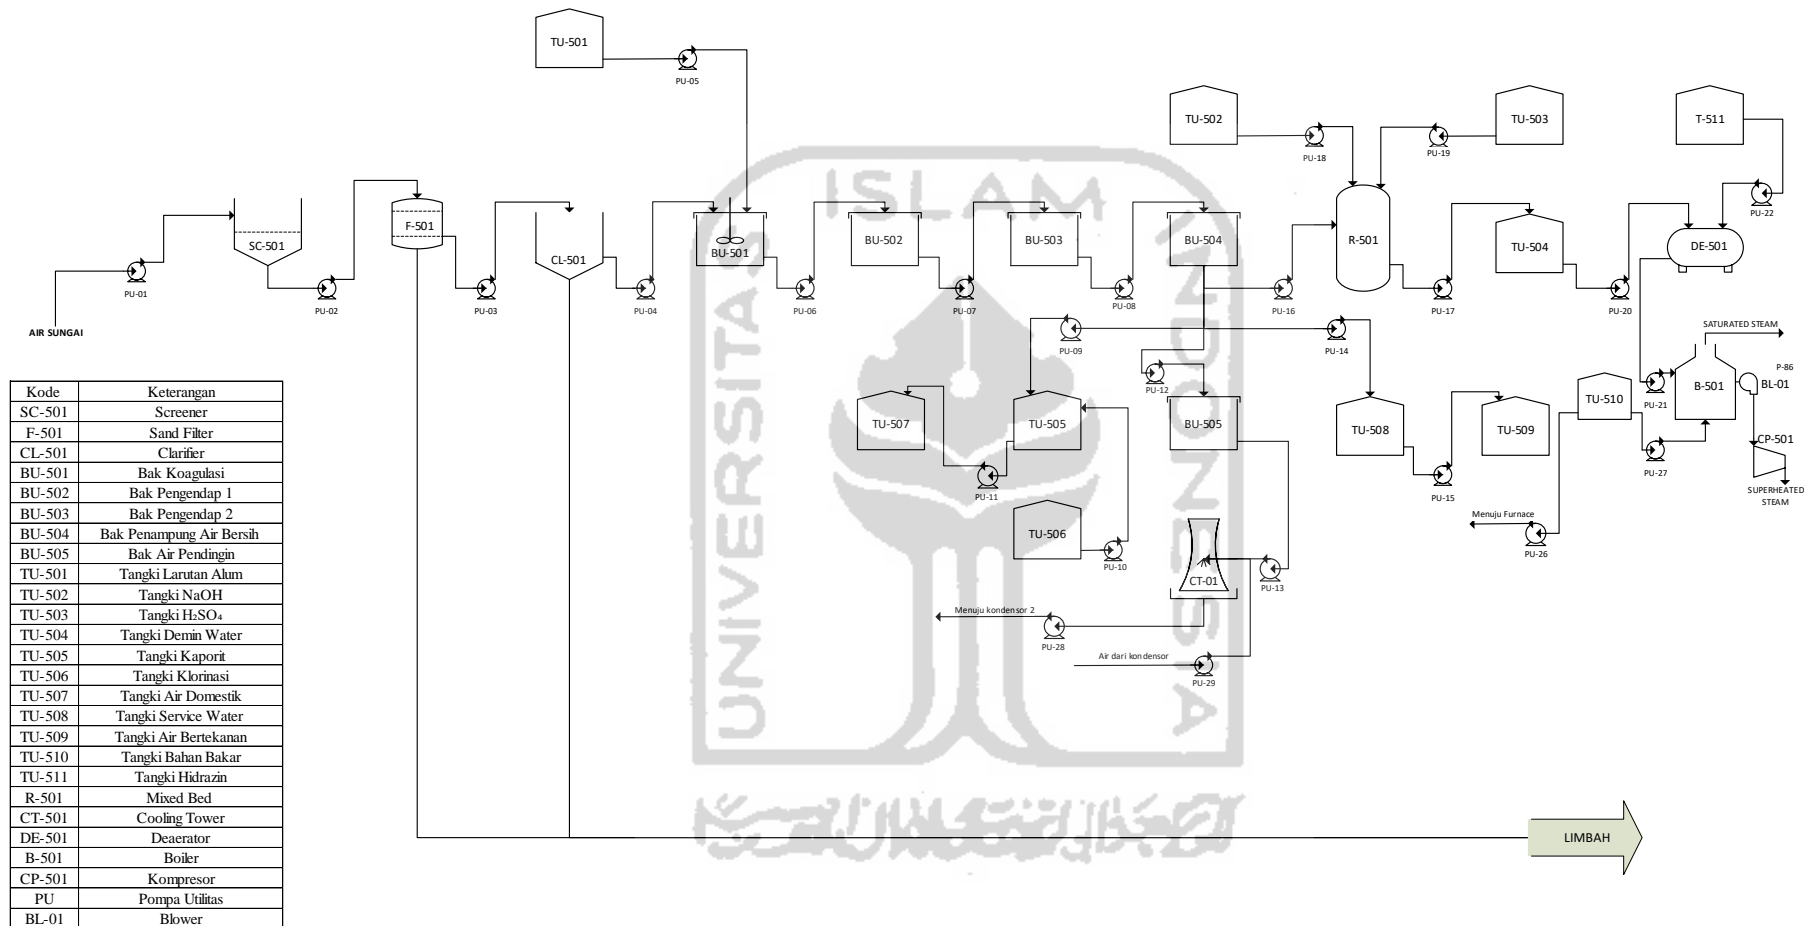 TU-501
PU-05
TU-502
PU-18
TU-503
PU-19
T-511
PU-22
ISLAM
UNIVERSITAS
INDONESIA
SC-501
PU-01
AIR SUNGAI
PU-02
F-501
PU-03
CL-501
PU-04
BU-501
PU-06
BU-502
PU-07
BU-503
PU-08
BU-504
PU-16
R-501
PU-17
TU-504
PU-20
DE-501
SATURATED STEAM
P-86
BL-01
B-501
PU-21
PU-27
CP-501
SUPERHEATED
STEAM
PU-09
PU-14
PU-12
TU-507
TU-505
PU-11
BU-505
TU-508
PU-15
TU-509
TU-510
Menuju Furnace
PU-26
TU-506
PU-10
CT-01
PU-13
Menuju kondensor 2
PU-28
Air dari kondensor
PU-29
LIMBAH
Kode Keterangan
SC-501 Screener
F-501 Sand Filter
CL-501 Clarifier
BU-501 Bak Koagulasi
BU-502 Bak Pengendap 1
BU-503 Bak Pengendap 2
BU-504 Bak Penampung Air Bersih
BU-505 Bak Air Pendingin
TU-501 Tangki Larutan Alum
TU-502 Tangki NaOH
TU-503 Tangki H₂SO₄
TU-504 Tangki Demin Water
TU-505 Tangki Kaporit
TU-506 Tangki Klorinasi
TU-507 Tangki Air Domestik
TU-508 Tangki Service Water
TU-509 Tangki Air Bertekanan
TU-510 Tangki Bahan Bakar
TU-511 Tangki Hidrazin
R-501 Mixed Bed
CT-501 Cooling Tower
DE-501 Deaerator
B-501 Boiler
CP-501 Kompresor
PU Pompa Utilitas
BL-01 Blower